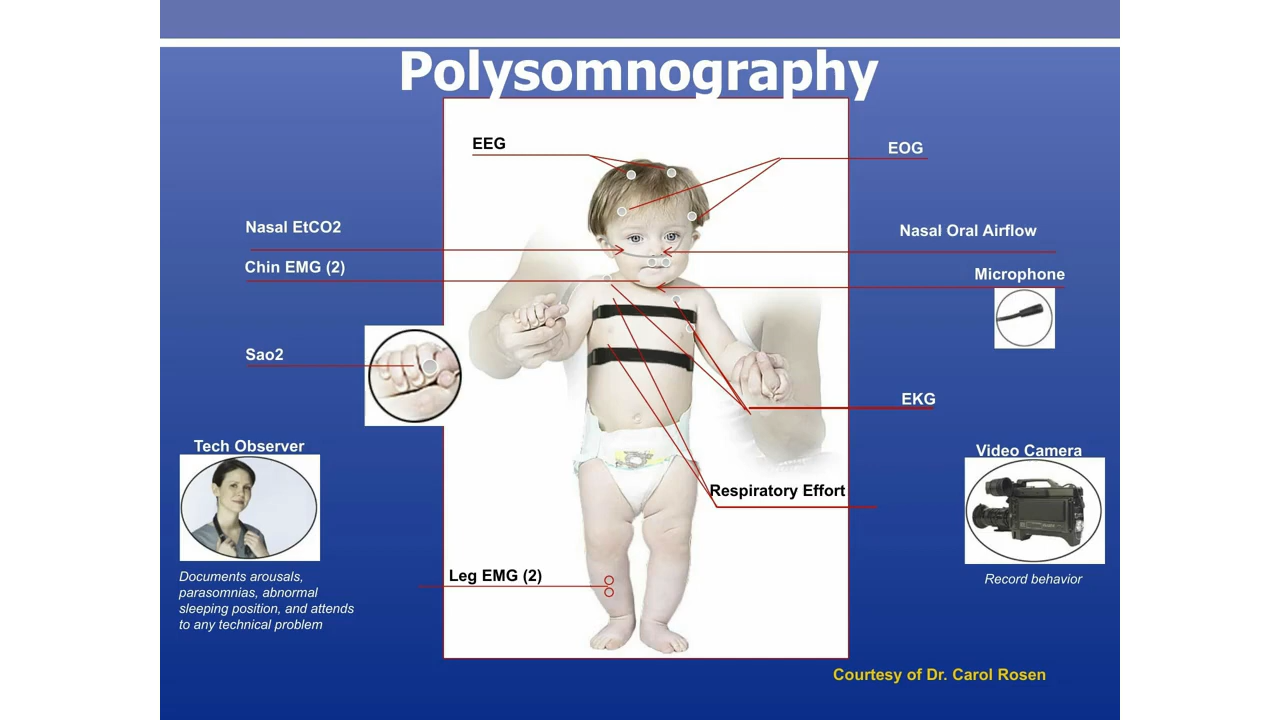 Polysomnography
EEG
EOG
Nasal EtCO2
Nasal Oral Airflow
Chin EMG (2)
Microphone
Sao2
EKG
Tech Observer
Video Camera
Respiratory Effort
Leg EMG (2)
Documents arousals,
parasomnias, abnormal
sleeping position, and attends
to any technical problem
Record behavior
Courtesy of Dr. Carol Rosen